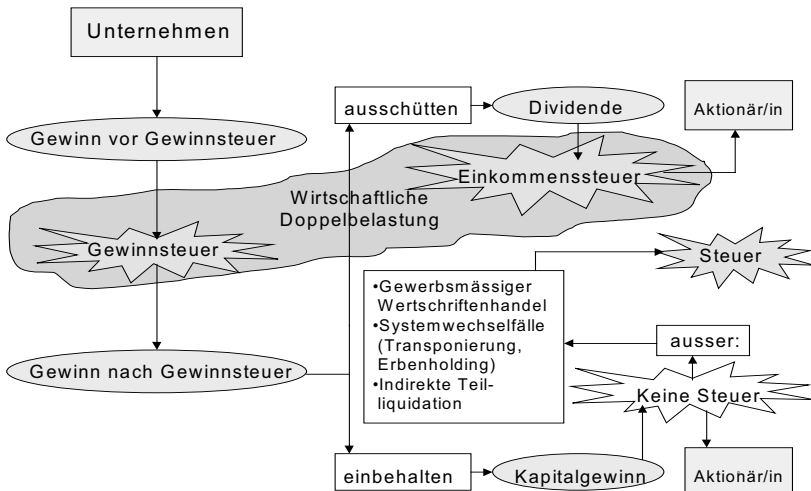 Unternehmen
ausschütten
Dividende
Aktionär/in
Gewinn vor Gewinnsteuer
Einkommenssteuer
Wirtschaftliche
Doppelbelastung
Gewinnsteuer
Steuer
•Gewerbsmässiger
Wertschriftenhandel
•Systemwechselfälle
(Transponierung,
Erbenholding)
•Indirekte Teil-
liquidation
ausser:
Gewinn nach Gewinnsteuer
Keine Steuer
einbehalten
Kapitalgewinn
Aktionär/in